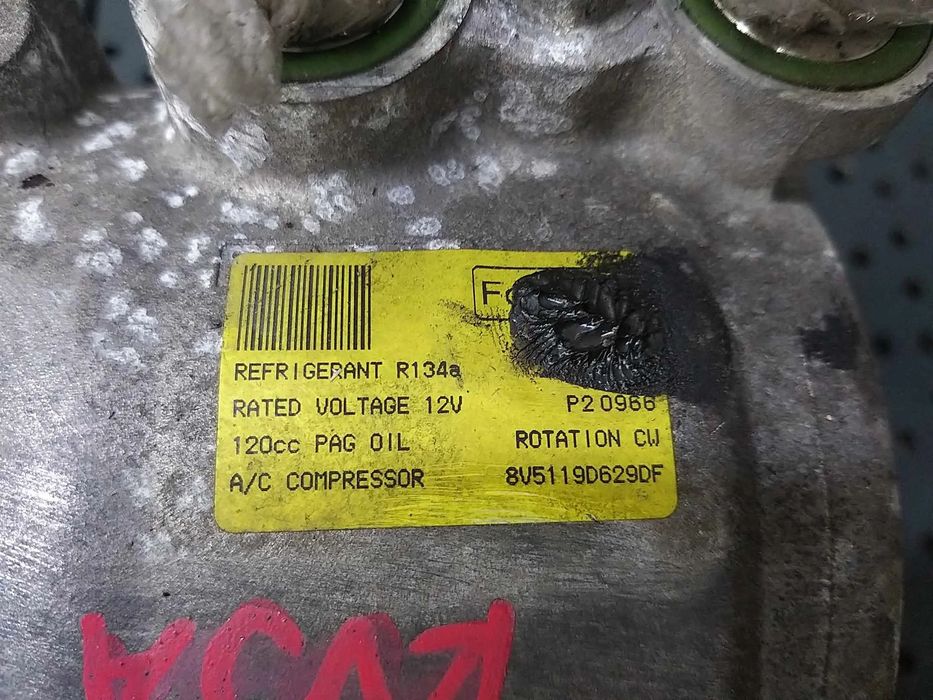 REFRIGERANT R134a
RATED VOLTAGE 12V P20966
120cc PAG OIL ROTATION CW
A/C COMPRESSOR 8V5119D629DF